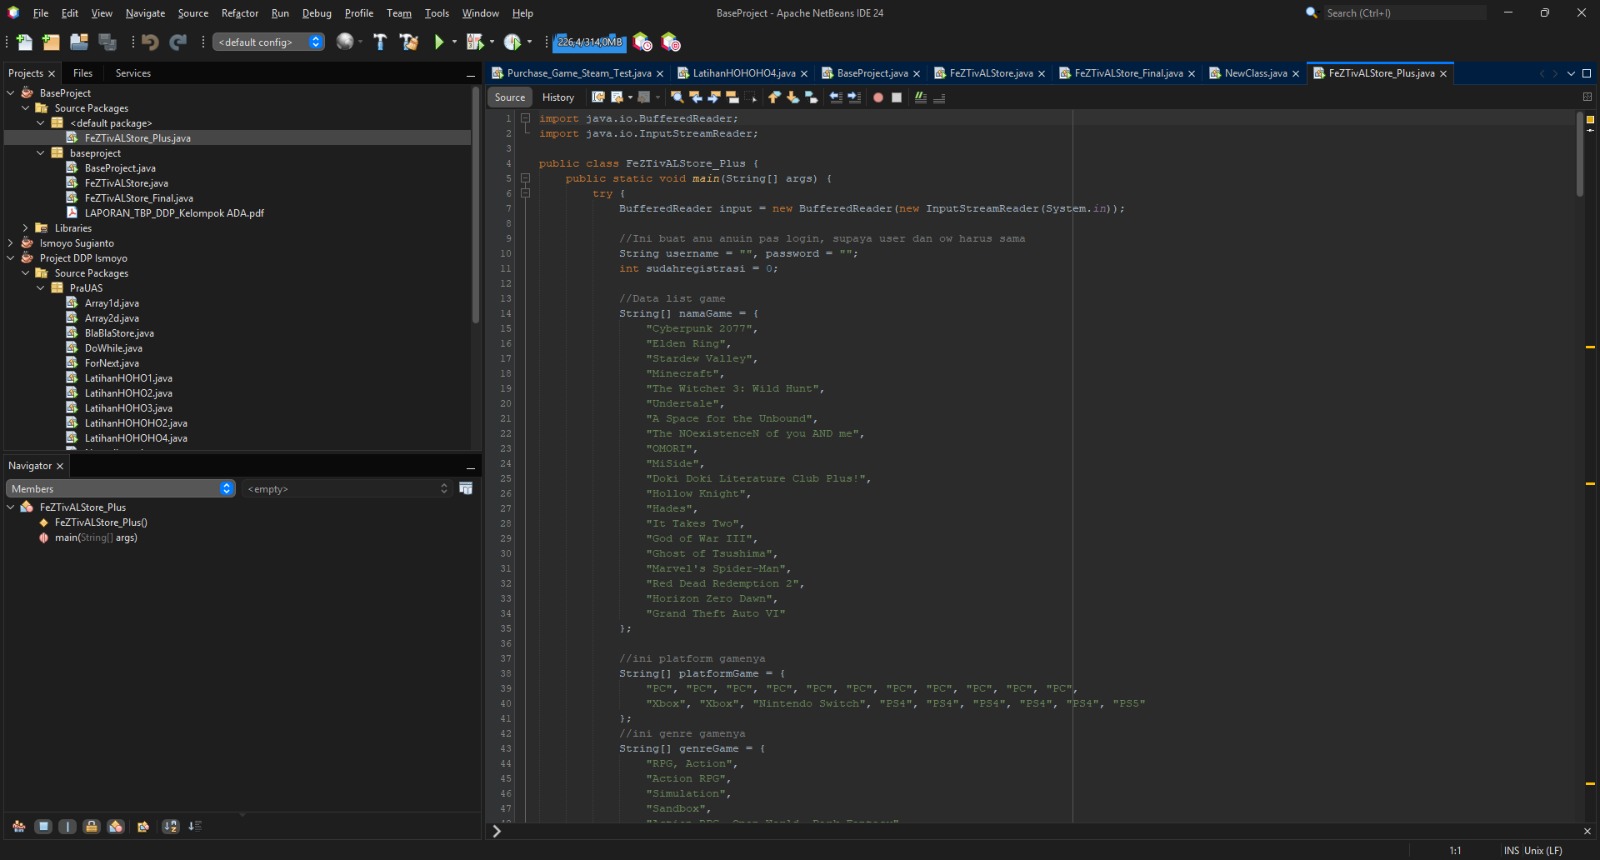 File Edit View Navigate Source Refactor Run Debug Profile Team Tools Window Help
BaseProject - Apache NetBeans IDE 24
Search (Ctrl+I)
<default config>
226,4/314,0MB
Projects Files Services
BaseProject
Source Packages
<default package>
FeZTivALStore_Plus.java
baseproject
BaseProject.java
FeZTivALStore.java
FeZTivALStore_Final.java
LAPORAN_TBP_DDP_Kelompok ADA.pdf
Libraries
Ismoyo Sugianto
Project DDP Ismoyo
Source Packages
PraUAS
Array1d.java
Array2d.java
BlaBlaStore.java
DoWhile.java
ForNext.java
LatihanHOHO1.java
LatihanHOHO2.java
LatihanHOHO3.java
LatihanHOHOHO2.java
LatihanHOHOHO4.java
Navigator
Members
<empty>
FeZTivALStore_Plus
FeZTivALStore_Plus()
main(String[] args)
Purchase_Game_Steam_Test.java LatihanHOHOHO4.java BaseProject.java FeZTivALStore.java FeZTivALStore_Final.java NewClass.java FeZTivALStore_Plus.java
Source History
1 import java.io.BufferedReader;
2 import java.io.InputStreamReader;
3
4 public class FeZTivALStore_Plus {
5 public static void main(String[] args) {
6 try {
7 BufferedReader input = new BufferedReader(new InputStreamReader(System.in));
8
9 //Ini buat anu anuin pas login, supaya user dan ow harus sama
10 String username = "", password = "";
11 int sudahregistrasi = 0;
12
13 //Data list game
14 String[] namaGame = {
15 "Cyberpunk 2077",
16 "Elden Ring",
17 "Stardew Valley",
18 "Minecraft",
19 "The Witcher 3: Wild Hunt",
20 "Undertale",
21 "A Space for the Unbound",
22 "The NOexistenceN of you AND me",
23 "OMORI",
24 "MiSide",
25 "Doki Doki Literature Club Plus!",
26 "Hollow Knight",
27 "Hades",
28 "It Takes Two",
29 "God of War III",
30 "Ghost of Tsushima",
31 "Marvel's Spider-Man",
32 "Red Dead Redemption 2",
33 "Horizon Zero Dawn",
34 "Grand Theft Auto VI"
35 };
36
37 //ini platform gamenya
38 String[] platformGame = {
39 "PC", "PC", "PC", "PC", "PC", "PC", "PC", "PC", "PC", "PC", "PC",
40 "Xbox", "Xbox", "Nintendo Switch", "PS4", "PS4", "PS4", "PS4", "PS4", "PS5"
41 };
42 //ini genre gamenya
43 String[] genreGame = {
44 "RPG, Action",
45 "Action RPG",
46 "Simulation",
47 "Sandbox",
1:1 INS Unix (LF)